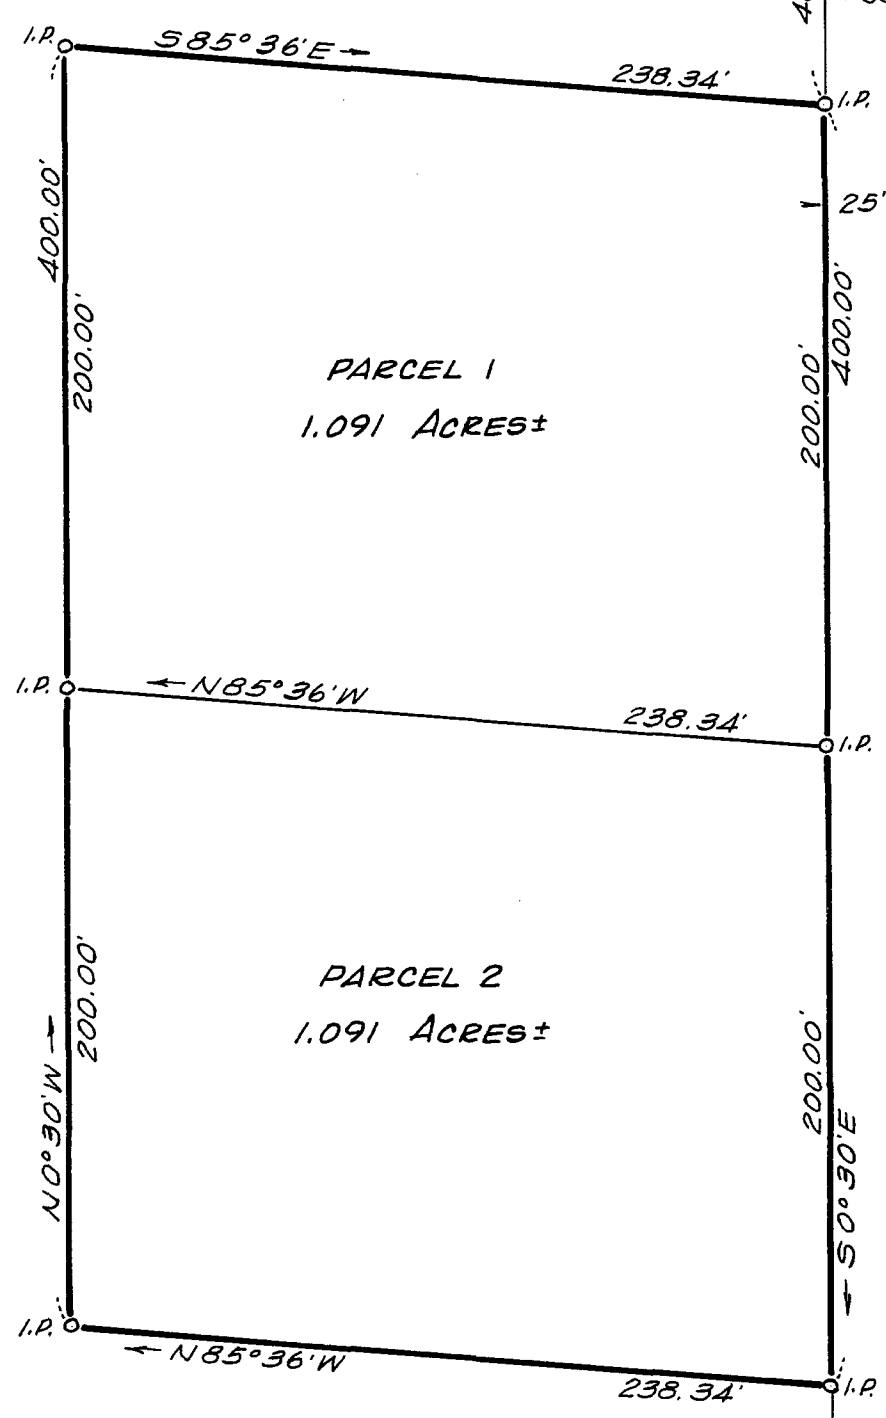 I.P.
S85°36'E
238.34'
I.P.
25'
400.00'
200.00'
400.00'
200.00'
PARCEL 1
1.091 ACRES±
I.P.
N85°36'W
238.34'
I.P.
PARCEL 2
1.091 ACRES±
200.00'
N0°30'W
200.00'
S0°30'E
I.P.
N85°36'W
238.34'
I.P.